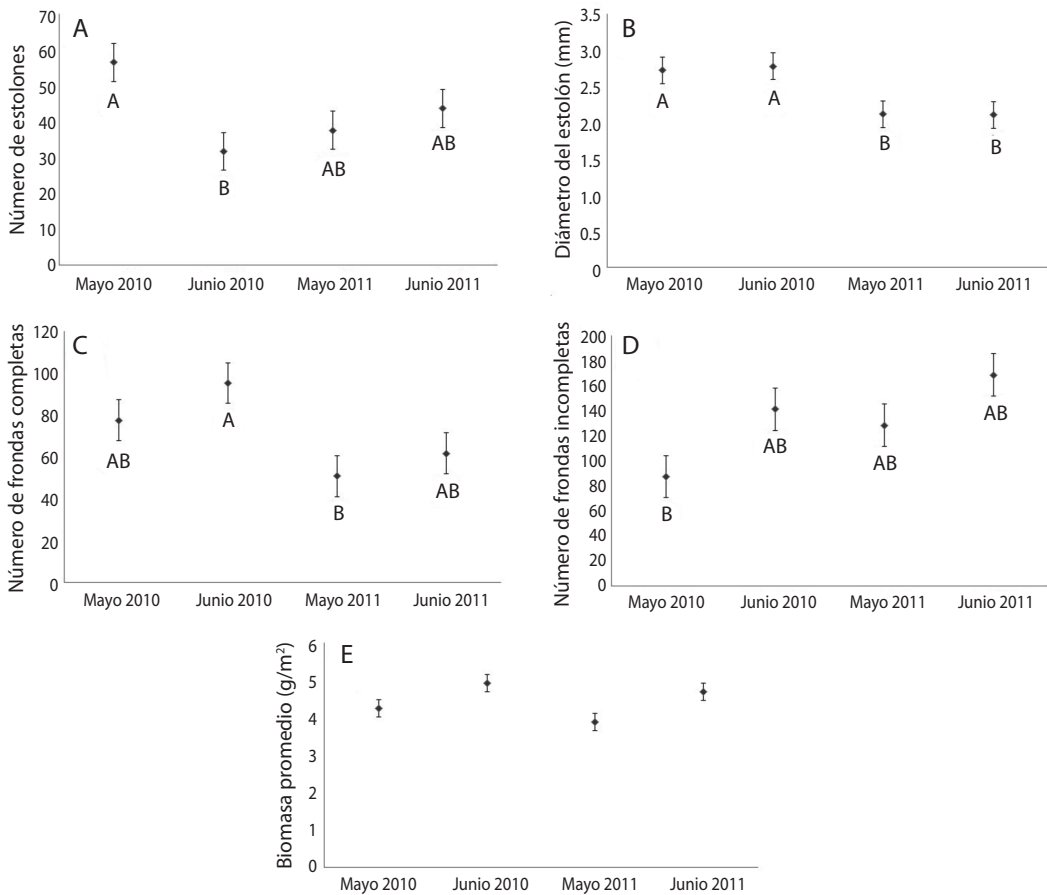 A
Número de estolones
70
60
50
40
30
20
10
0
A
B
AB
AB
Mayo 2010 Junio 2010 Mayo 2011 Junio 2011
B
Diámetro del estolón (mm)
3.5
3.0
2.5
2.0
1.5
1.0
0.5
0
A
A
B
B
Mayo 2010 Junio 2010 Mayo 2011 Junio 2011
C
Número de frondas completas
120
100
80
60
40
20
0
AB
A
B
AB
Mayo 2010 Junio 2010 Mayo 2011 Junio 2011
D
Número de frondas incompletas
200
180
160
140
120
100
80
60
40
20
0
B
AB
AB
AB
Mayo 2010 Junio 2010 Mayo 2011 Junio 2011
E
Biomasa promedio (g/m²)
6
5
4
3
2
1
0
Mayo 2010 Junio 2010 Mayo 2011 Junio 2011